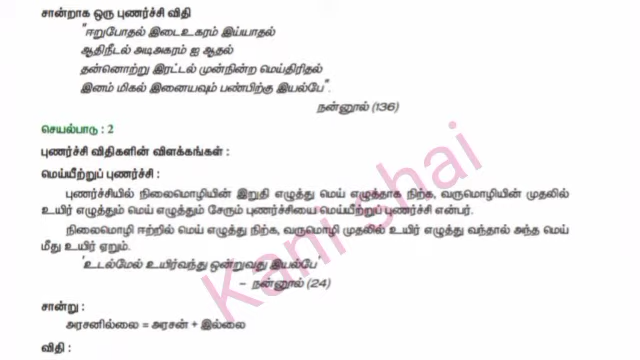 சான்றாக ஒரு புணர்ச்சி விதி
"ஈறுபோதல் இடைஉகரம் இய்யாதல்
ஆதிநீடல் அடிஅகரம் ஐ ஆதல்
தன்னொற்று இரட்டல் முன்நின்ற மெய்திரிதல்
இனம் மிகல் இனையவும் பண்பிற்கு இயல்பே".
நன்னூல் (136)
செயல்பாடு : 2
புணர்ச்சி விதிகளின் விளக்கங்கள் :
மெய்யீற்றுப் புணர்ச்சி :
புணர்ச்சியில் நிலைமொழியின் இறுதி எழுத்து மெய் எழுத்தாக நிற்க, வருமொழியின் முதலில்
உயிர் எழுத்தும் மெய் எழுத்தும் சேரும் புணர்ச்சியை மெய்யீற்றுப் புணர்ச்சி என்பர்.
நிலைமொழி ஈற்றில் மெய் எழுத்து நிற்க, வருமொழி முதலில் உயிர் எழுத்து வந்தால் அந்த மெய்
மீது உயிர் ஏறும்.
'உடல்மேல் உயிர்வந்து ஒன்றுவது இயல்பே'
– நன்னூல் (24)
சான்று :
அரசனில்லை = அரசன் + இல்லை
விதி :
Kani shai